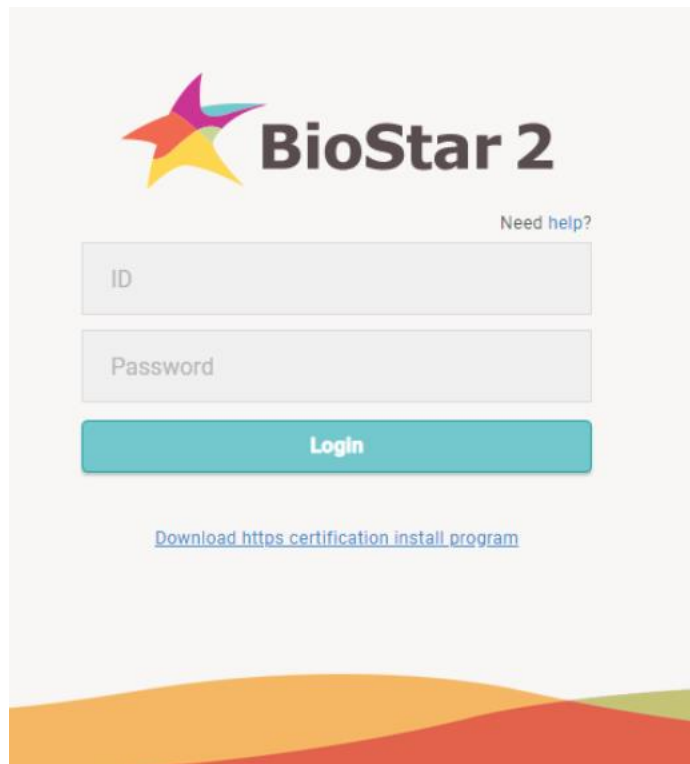 BioStar 2
Need help?
ID
Password
Login
Download https certification install program